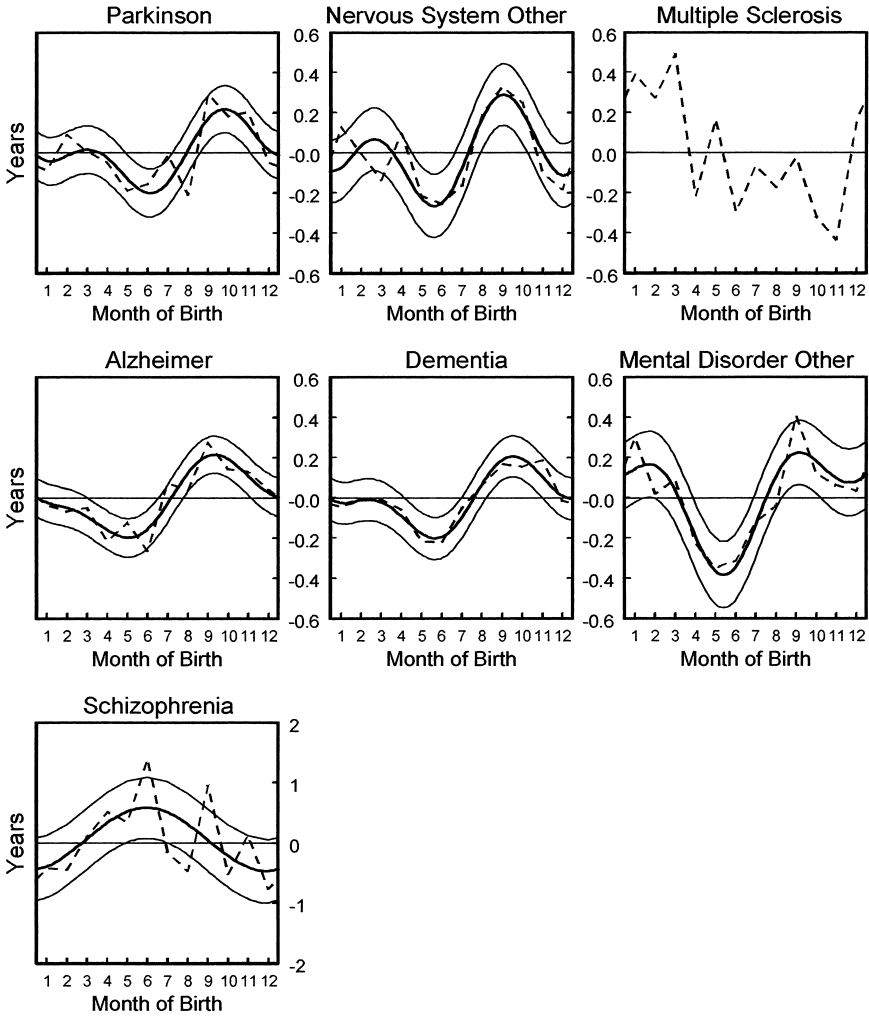 Parkinson Nervous System Other Multiple Sclerosis
0.6 0.6
0.4 0.4
0.2 0.2
Years -0.0 0.0
-0.2 -0.2
-0.4 -0.4
-0.6 -0.6
1 2 3 4 5 6 7 8 9 10 11 12 1 2 3 4 5 6 7 8 9 10 11 12 1 2 3 4 5 6 7 8 9 10 11 12
Month of Birth Month of Birth Month of Birth
Alzheimer Dementia Mental Disorder Other
0.6 0.6
0.4 0.4
0.2 0.2
Years -0.0 -0.0
-0.2 -0.2
-0.4 -0.4
-0.6 -0.6
1 2 3 4 5 6 7 8 9 10 11 12 1 2 3 4 5 6 7 8 9 10 11 12 1 2 3 4 5 6 7 8 9 10 11 12
Month of Birth Month of Birth Month of Birth
Schizophrenia
2
1
Years 0
-1
-2
1 2 3 4 5 6 7 8 9 10 11 12
Month of Birth